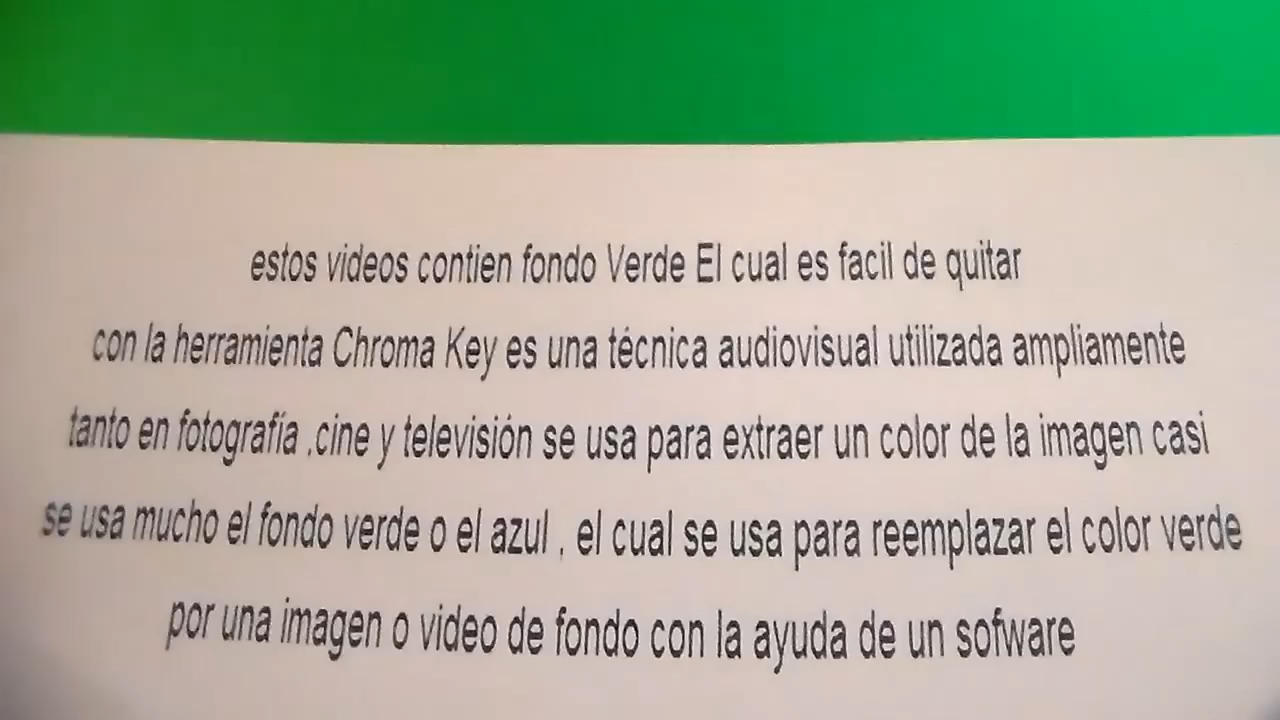 estos videos contien fondo Verde El cual es facil de quitar
con la herramienta Chroma Key es una técnica audiovisual utilizada ampliamente
tanto en fotografía .cine y televisión se usa para extraer un color de la imagen casi
se usa mucho el fondo verde o el azul , el cual se usa para reemplazar el color verde
por una imagen o video de fondo con la ayuda de un sofware